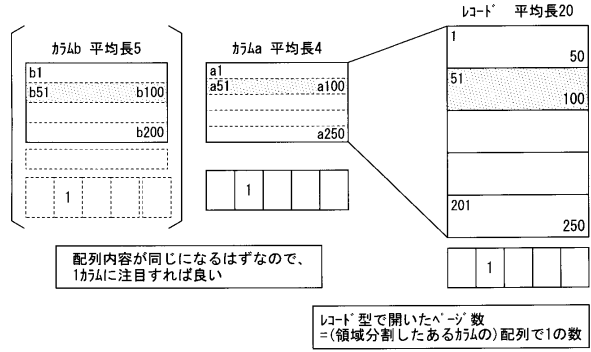 ﾚｺｰﾄﾞ 平均長20
ｶﾗﾑb 平均長5
ｶﾗﾑa 平均長4
b1
b51 b100
b200
1
a1
a51 a100
a250
1
1
50
51
100
201
250
1
配列内容が同じになるはずなので、
1ｶﾗﾑに注目すれば良い
ﾚｺｰﾄﾞ型で開いたﾍﾟｰｼﾞ数
=(領域分割したあるｶﾗﾑの)配列で1の数